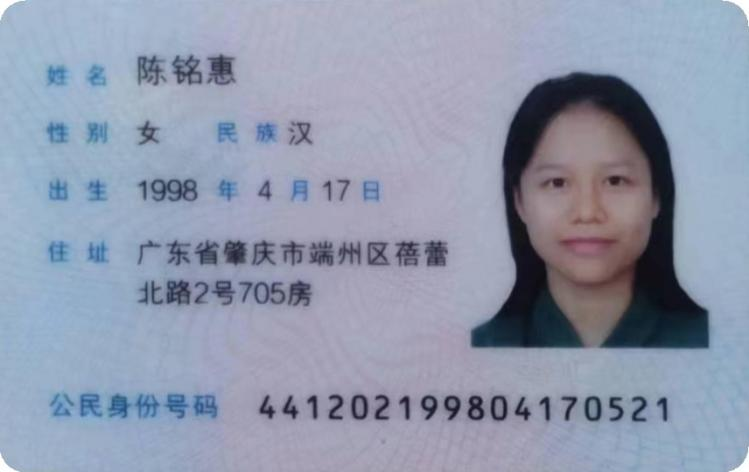 姓名 陈铭惠
性别 女 民族 汉
出生 1998 年 4 月 17 日
住址 广东省肇庆市端州区蓓蕾
北路2号705房
公民身份号码 441202199804170521